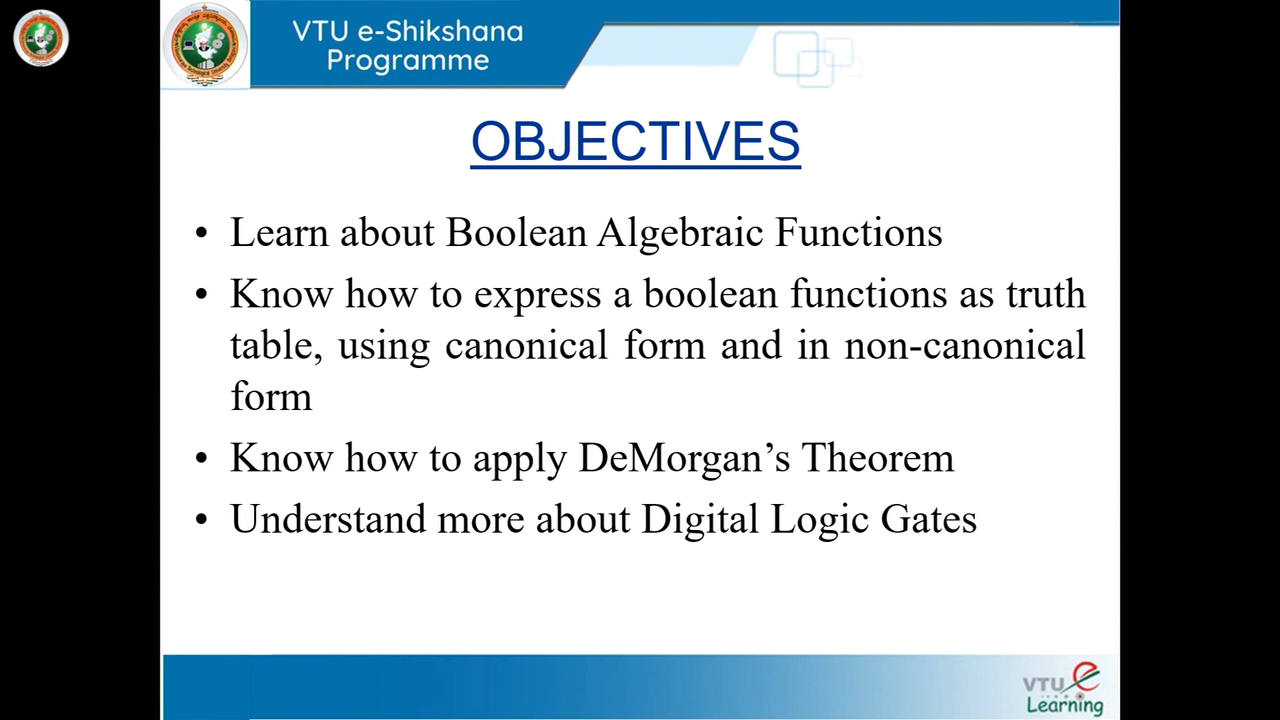 VTU e-Shikshana
Programme
OBJECTIVES
• Learn about Boolean Algebraic Functions
• Know how to express a boolean functions as truth
table, using canonical form and in non-canonical
form
• Know how to apply DeMorgan’s Theorem
• Understand more about Digital Logic Gates
VTU e
Learning